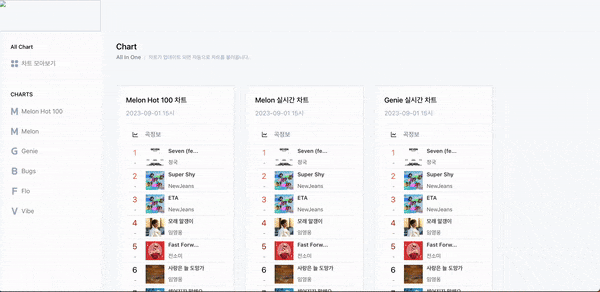 All Chart
차트 모아보기
CHARTS
M Melon Hot 100
M Melon
G Genie
B Bugs
F Flo
V Vibe
Chart
All In One /
Melon Hot 100 차트
2023-09-01 15시
곡정보
1 Seven (fe...
- 정국
2 Super Shy
- NewJeans
3 ETA
- NewJeans
4 모래 알갱이
- 임영웅
5 Fast Forw...
- 전소미
6 사랑은 늘 도망가
- 임영웅
Melon 실시간 차트
2023-09-01 15시
곡정보
1 Seven (fe...
- 정국
2 Super Shy
- NewJeans
3 ETA
- NewJeans
4 모래 알갱이
- 임영웅
5 Fast Forw...
- 전소미
6 사랑은 늘 도망가
- 임영웅
Genie 실시간 차트
2023-09-01 15시
곡정보
1 Seven (fe...
- 정국
2 Super Shy
- NewJeans
3 ETA
- NewJeans
4 모래 알갱이
- 임영웅
5 Fast Forw...
- 전소미
6 사랑은 늘 도망가
- 임영웅